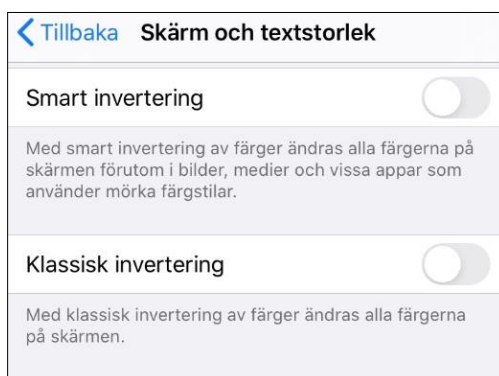 Tillbaka Skärm och textstorlek
Smart invertering
Med smart invertering av färger ändras alla färgerna på
skärmen förutom i bilder, medier och vissa appar som
använder mörka färgstilar.
Klassisk invertering
Med klassisk invertering av färger ändras alla färgerna
på skärmen.